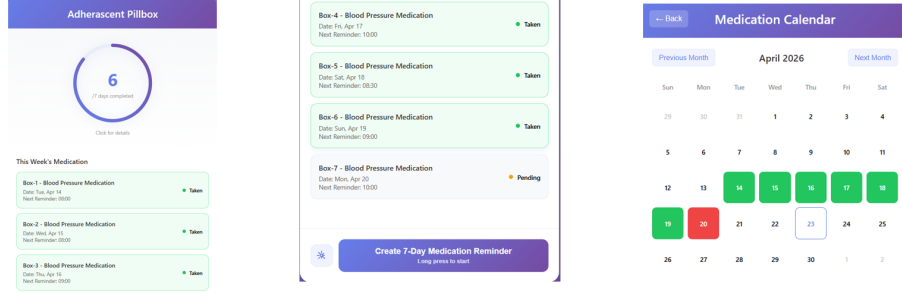 Adherascent Pillbox
6
/7 days completed
Click for details
This Week's Medication
Box-1 - Blood Pressure Medication
Date: Tue, Apr 14
Next Reminder: 09:00
Taken
Box-2 - Blood Pressure Medication
Date: Wed, Apr 15
Next Reminder: 09:00
Taken
Box-3 - Blood Pressure Medication
Date: Thu, Apr 16
Next Reminder: 09:00
Taken
Box-4 - Blood Pressure Medication
Date: Fri, Apr 17
Next Reminder: 10:00
Taken
Box-5 - Blood Pressure Medication
Date: Sat, Apr 18
Next Reminder: 08:30
Taken
Box-6 - Blood Pressure Medication
Date: Sun, Apr 19
Next Reminder: 09:00
Taken
Box-7 - Blood Pressure Medication
Date: Mon, Apr 20
Next Reminder: 10:00
Pending
Create 7-Day Medication Reminder
Long press to start
← Back
Medication Calendar
Previous Month
April 2026
Next Month
Sun Mon Tue Wed Thu Fri Sat
29 30 31 1 2 3 4
5 6 7 8 9 10 11
12 13 14 15 16 17 18
19 20 21 22 23 24 25
26 27 28 29 30 1 2